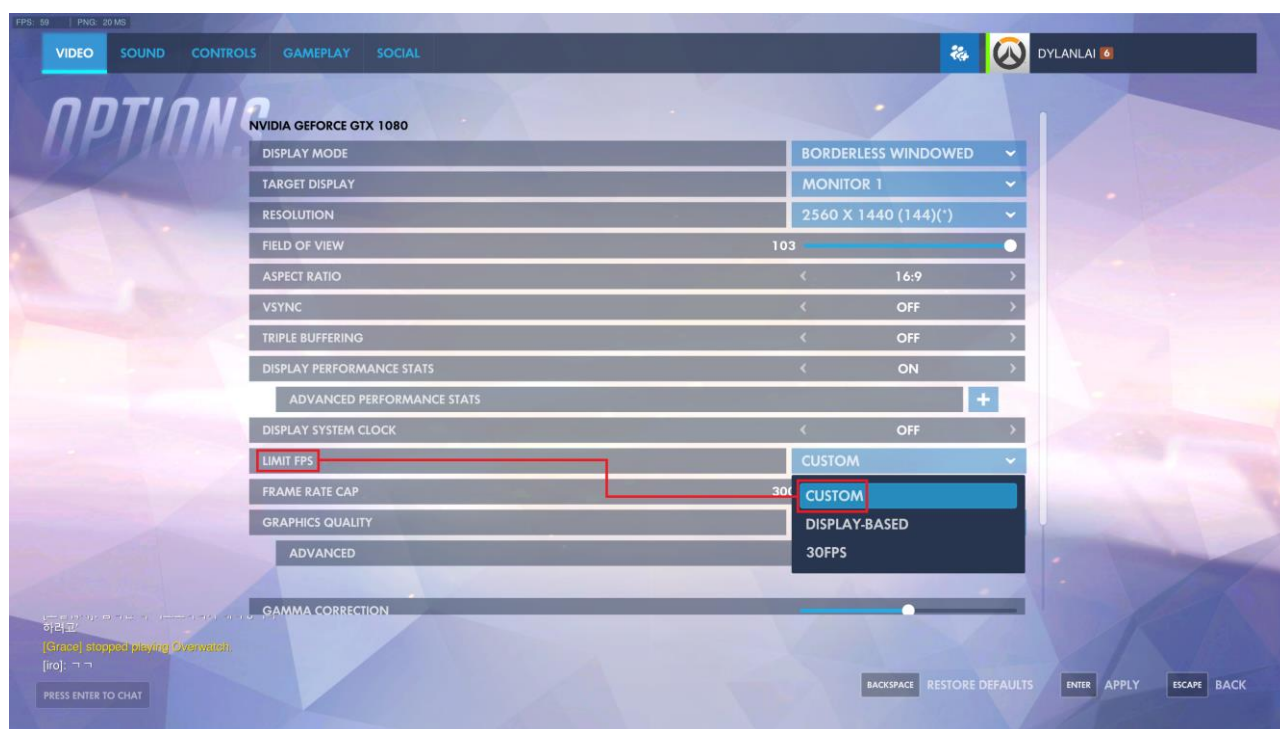 FPS: 59 | PNG: 20 MS
VIDEO SOUND CONTROLS GAMEPLAY SOCIAL
DYLANLAI 6
OPTIONS
NVIDIA GEFORCE GTX 1080
DISPLAY MODE BORDERLESS WINDOWED
TARGET DISPLAY MONITOR 1
RESOLUTION 2560 X 1440 (144)(*)
FIELD OF VIEW 103
ASPECT RATIO 16:9
VSYNC OFF
TRIPLE BUFFERING OFF
DISPLAY PERFORMANCE STATS ON
ADVANCED PERFORMANCE STATS +
DISPLAY SYSTEM CLOCK OFF
LIMIT FPS CUSTOM
FRAME RATE CAP 300
CUSTOM
GRAPHICS QUALITY
DISPLAY-BASED
ADVANCED
30FPS
GAMMA CORRECTION
하려고
[Grace] stopped playing Overwatch.
[iro]: ㄱㄱ
PRESS ENTER TO CHAT
BACKSPACE RESTORE DEFAULTS ENTER APPLY ESCAPE BACK